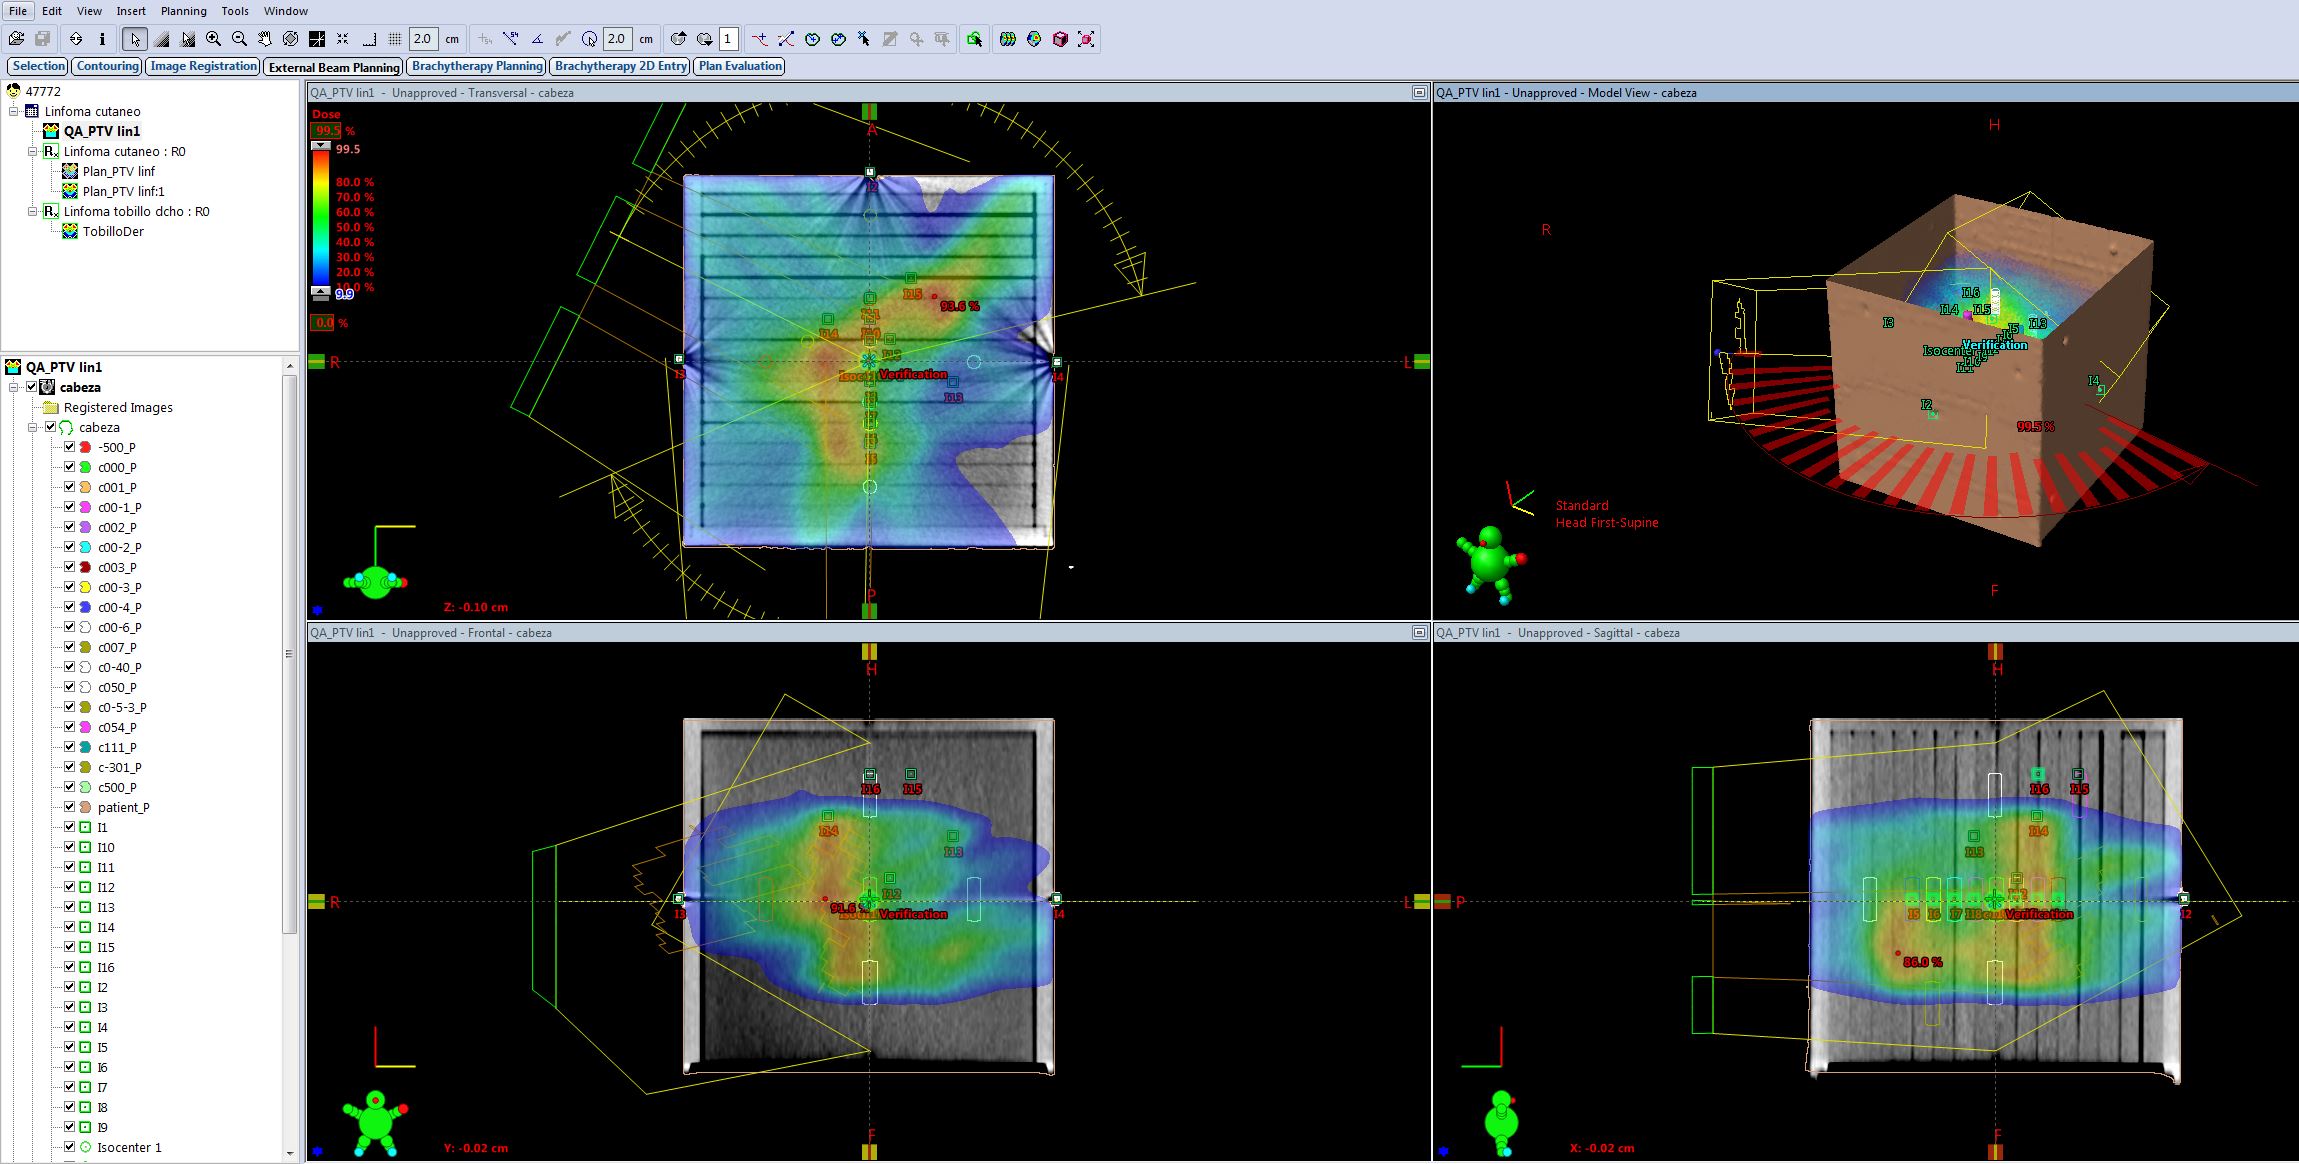 File Edit View Insert Planning Tools Window
2.0 cm 2.0 cm 1
Selection Contouring Image Registration External Beam Planning Brachytherapy Planning Brachytherapy 2D Entry Plan Evaluation
47772
Linfoma cutaneo
QA_PTV lin1
Linfoma cutaneo : R0
Plan_PTV linf
Plan_PTV linf:1
Linfoma tobillo dcho : R0
TobilloDer
QA_PTV lin1
cabeza
Registered Images
cabeza
-500_P
c000_P
c001_P
c00-1_P
c002_P
c00-2_P
c003_P
c00-3_P
c00-4_P
c00-6_P
c007_P
c0-40_P
c050_P
c0-5-3_P
c054_P
c111_P
c-301_P
c500_P
patient_P
I1
I10
I11
I12
I13
I14
I15
I16
I2
I3
I4
I5
I6
I7
I8
I9
Isocenter 1
QA_PTV lin1 - Unapproved - Transversal - cabeza
Dose
99.5 %
99.5
80.0 %
70.0 %
60.0 %
50.0 %
40.0 %
30.0 %
20.0 %
10.0 %
9.9
0.0 %
A
I2
I15
93.6 %
I14
I12
R
L
I3
Verification
I4
I13
I5
P
Z: -0.10 cm
QA_PTV lin1 - Unapproved - Model View - cabeza
H
R
I16
I14
I15
I3
I13
I5
Verification
I11
I4
I2
99.5 %
Standard
Head First-Supine
F
QA_PTV lin1 - Unapproved - Frontal - cabeza
H
I16
I15
I14
I13
I12
R
L
I3
91.6
Verification
I4
F
Y: -0.02 cm
QA_PTV lin1 - Unapproved - Sagittal - cabeza
H
I16
I15
I14
I13
P
I5
I6
I7
I8
Verification
I2
86.0 %
F
X: -0.02 cm